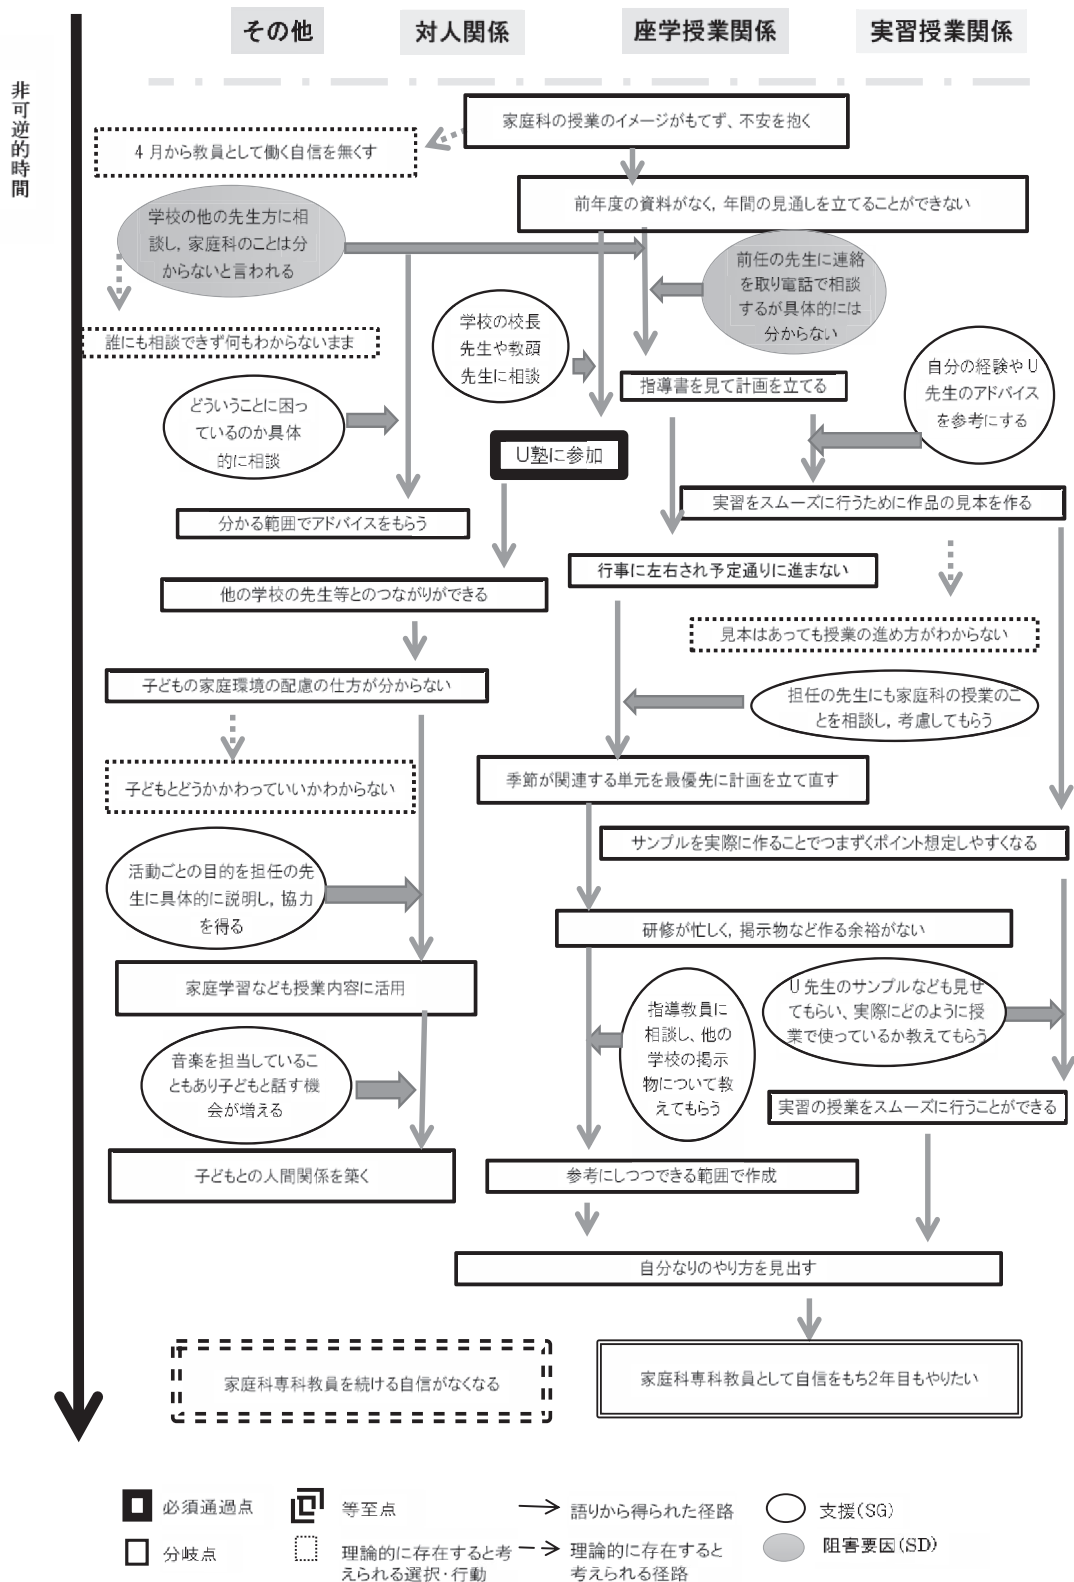 その他
対人関係
座学授業関係
実習授業関係
非可逆的時間
家庭科の授業のイメージがもてず、不安を抱く
4月から教員として働く自信を無くす
前年度の資料がなく，年間の見通しを立てることができない
学校の他の先生方に相
談し，家庭科のことは分
からないと言われる
前任の先生に連絡
を取り電話で相談
するが具体的には
分からない
誰にも相談できず何もわからないまま
学校の校長
先生や教頭
先生に相談
指導書を見て計画を立てる
自分の経験やU
先生のアドバイス
を参考にする
どういうことに困っ
ているのか具体
的に相談
U塾に参加
実習をスムーズに行うために作品の見本を作る
分かる範囲でアドバイスをもらう
行事に左右され予定通りに進まない
他の学校の先生等とのつながりができる
見本はあっても授業の進め方がわからない
子どもの家庭環境の配慮の仕方が分からない
担任の先生にも家庭科の授業のこ
とを相談し，考慮してもらう
子どもとどうかかわっていいかわからない
季節が関連する単元を最優先に計画を立て直す
サンプルを実際に作ることでつまずくポイント想定しやすくなる
活動ごとの目的を担任の先
生に具体的に説明し，協力
を得る
研修が忙しく，掲示物など作る余裕がない
家庭学習なども授業内容に活用
U先生のサンプルなども見せ
てもらい、実際にどのように授
業で使っているか教えてもらう
指導教員に
相談し、他の
学校の掲示
物について教
えてもらう
音楽を担当しているこ
ともあり子どもと話す機
会が増える
実習の授業をスムーズに行うことができる
子どもとの人間関係を築く
参考にしつつできる範囲で作成
自分なりのやり方を見出す
家庭科専科教員を続ける自信がなくなる
家庭科専科教員として自信をもち2年目もやりたい
必須通過点
等至点
語りから得られた経路
支援(SG)
分岐点
理論的に存在すると考
えられる選択・行動
理論的に存在すると
考えられる径路
阻害要因(SD)